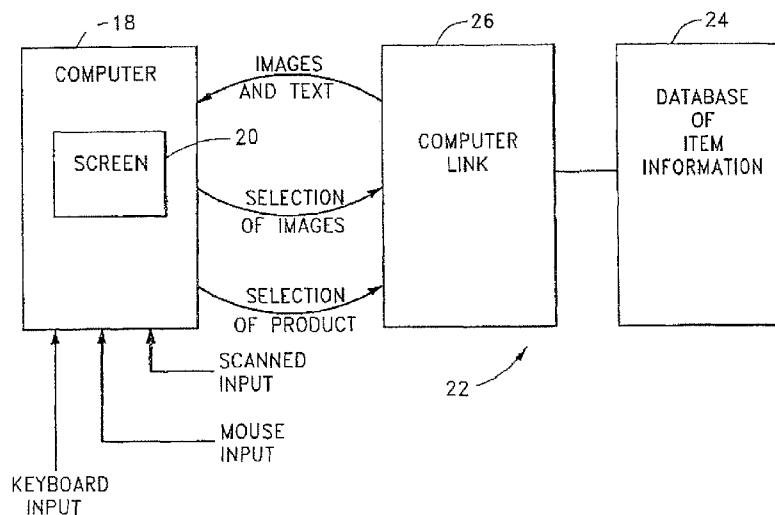 18
COMPUTER
SCREEN
20
IMAGES
AND TEXT
SELECTION
OF IMAGES
SELECTION
OF PRODUCT
26
COMPUTER
LINK
24
DATABASE
OF
ITEM
INFORMATION
22
SCANNED
INPUT
MOUSE
INPUT
KEYBOARD
INPUT